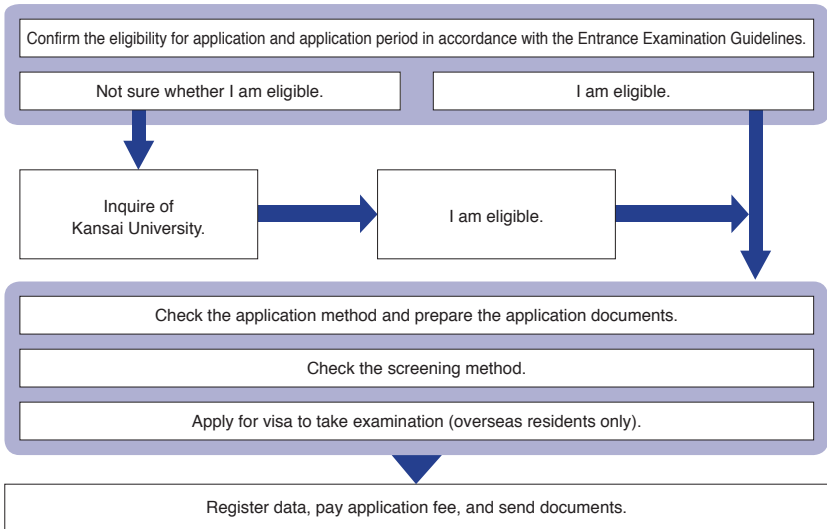 Confirm the eligibility for application and application period in accordance with the Entrance Examination Guidelines.
Not sure whether I am eligible.
I am eligible.
Inquire of
Kansai University.
I am eligible.
Check the application method and prepare the application documents.
Check the screening method.
Apply for visa to take examination (overseas residents only).
Register data, pay application fee, and send documents.